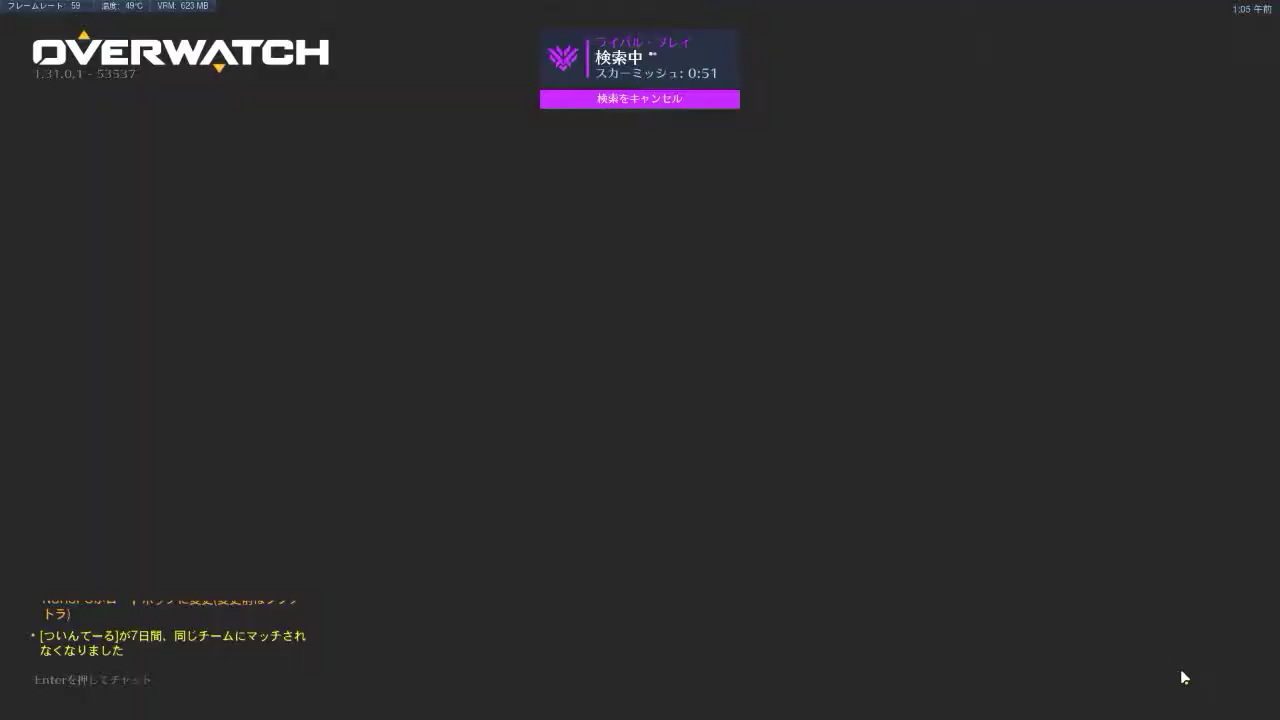 フレームレート: 59 温度: 49℃ VRM: 623 MB
1:05 午前
OVERWATCH
1.31.0.1 - 53537
ライバル・プレイ
検索中
スカーミッシュ: 0:51
検索をキャンセル
トラ)
[ついんてーる]が7日間、同じチームにマッチされ
なくなりました
Enterを押してチャット